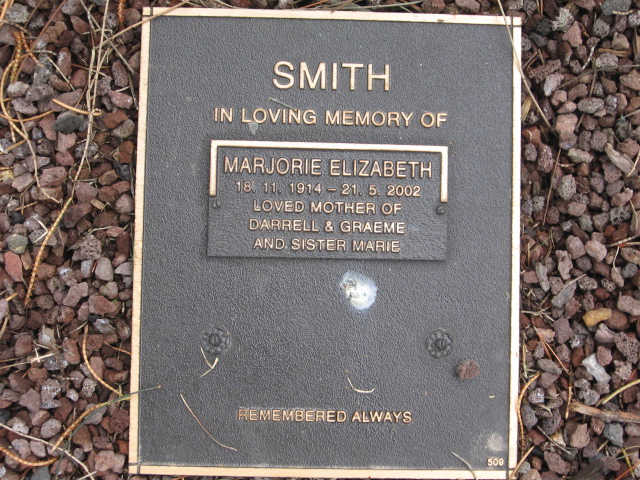 SMITH
IN LOVING MEMORY OF
MARJORIE ELIZABETH
18. 11. 1914 – 21. 5. 2002
LOVED MOTHER OF
DARRELL & GRAEME
AND SISTER MARIE
REMEMBERED ALWAYS
509